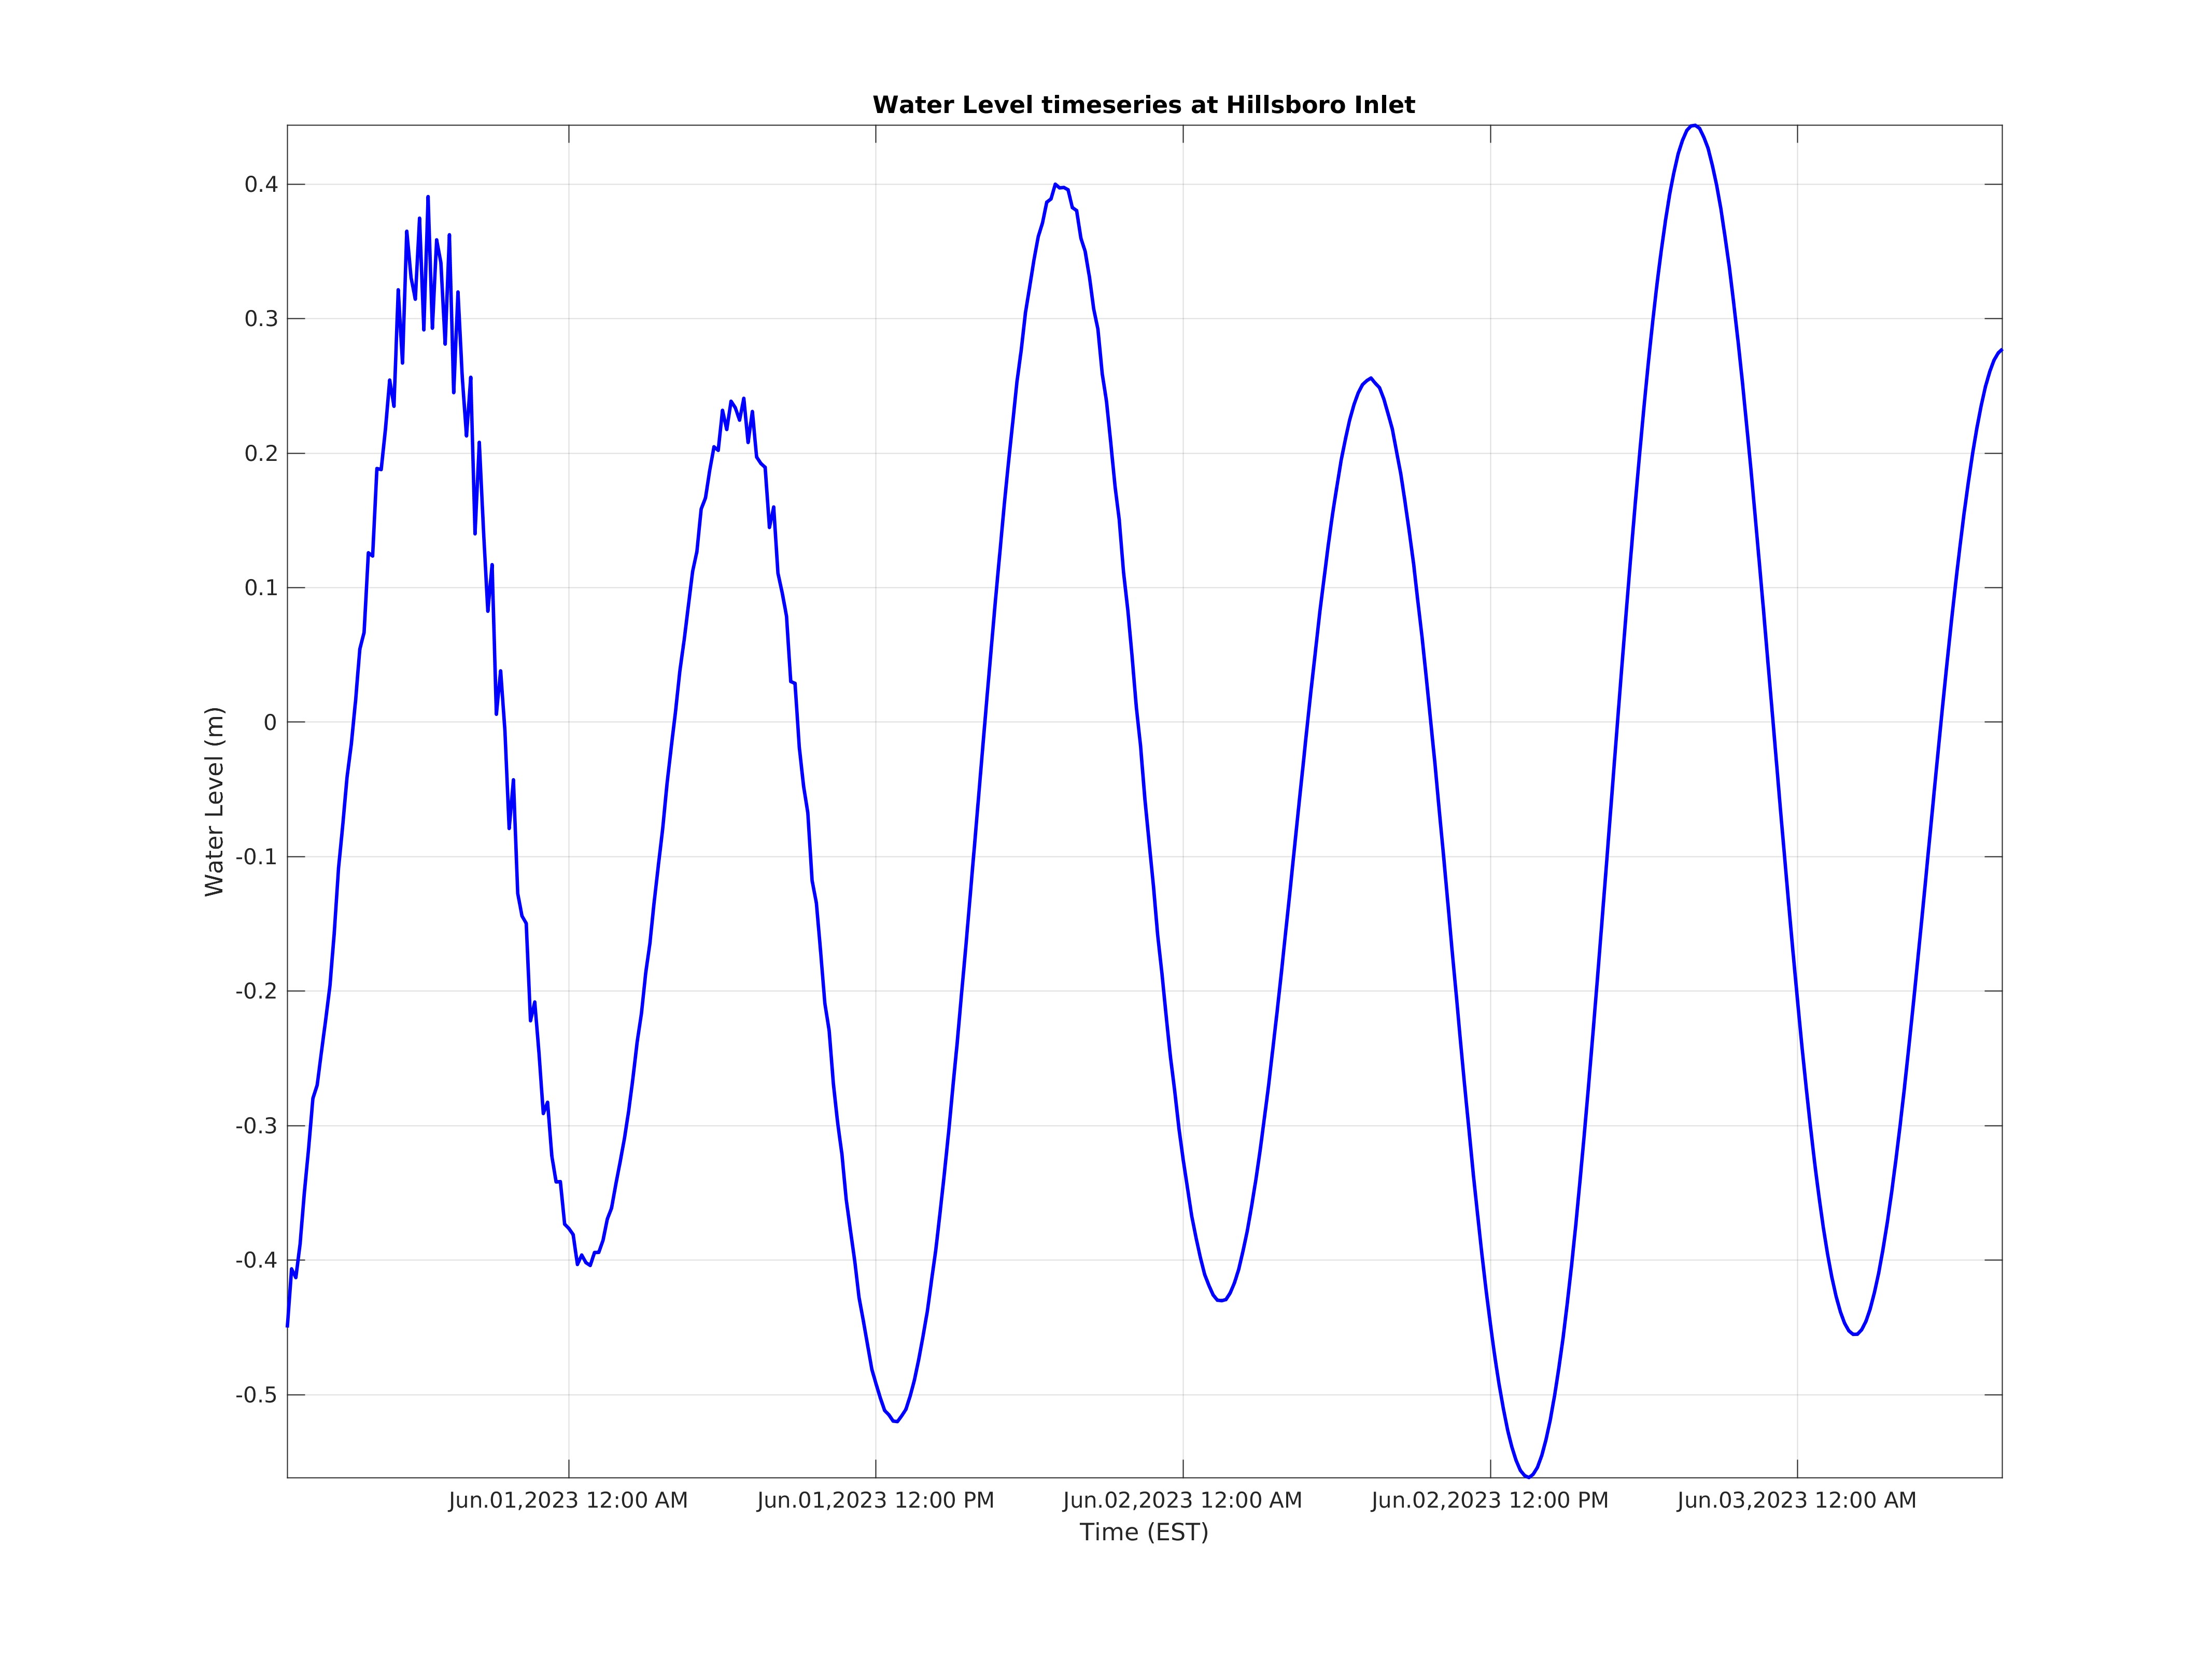 Water Level timeseries at Hillsboro Inlet
0.4
0.3
0.2
0.1
0
-0.1
-0.2
-0.3
-0.4
-0.5
Water Level (m)
Jun.01,2023 12:00 AM
Jun.01,2023 12:00 PM
Jun.02,2023 12:00 AM
Jun.02,2023 12:00 PM
Jun.03,2023 12:00 AM
Time (EST)